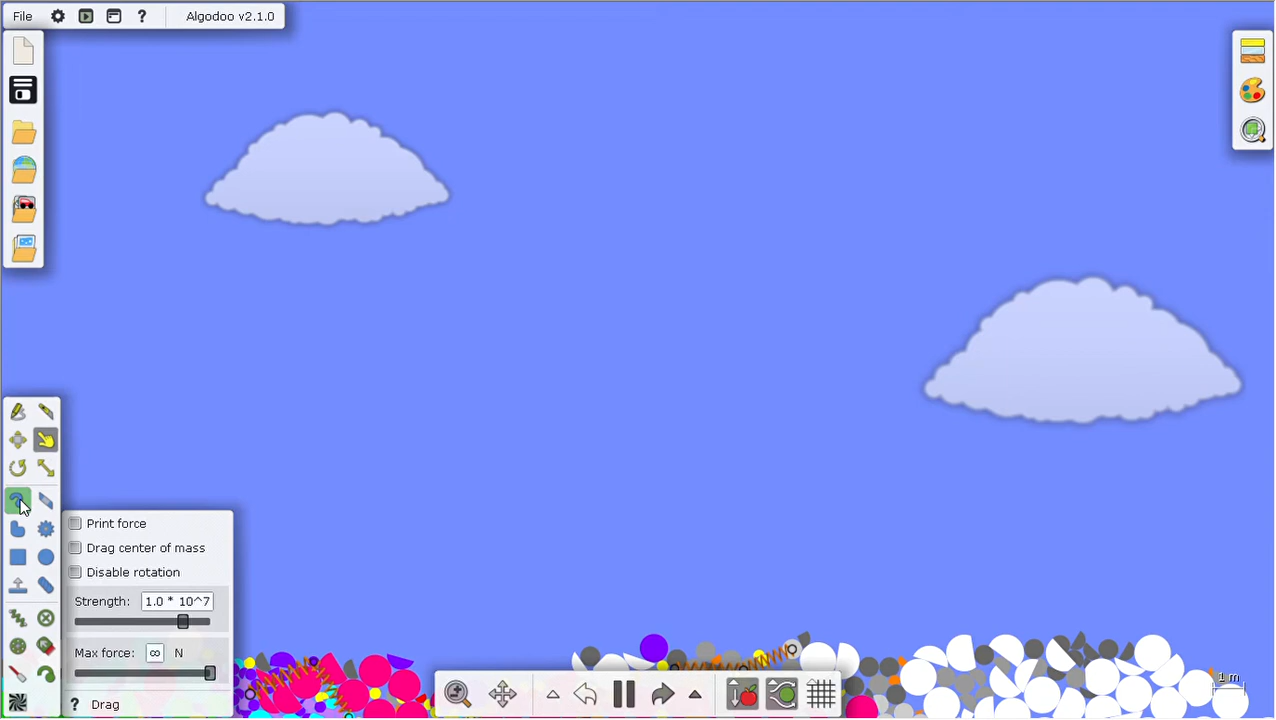 File ? Algodoo v2.1.0
Print force
Drag center of mass
Disable rotation
Strength: 1.0 * 10^7
Max force: ∞ N
? Drag
1 m